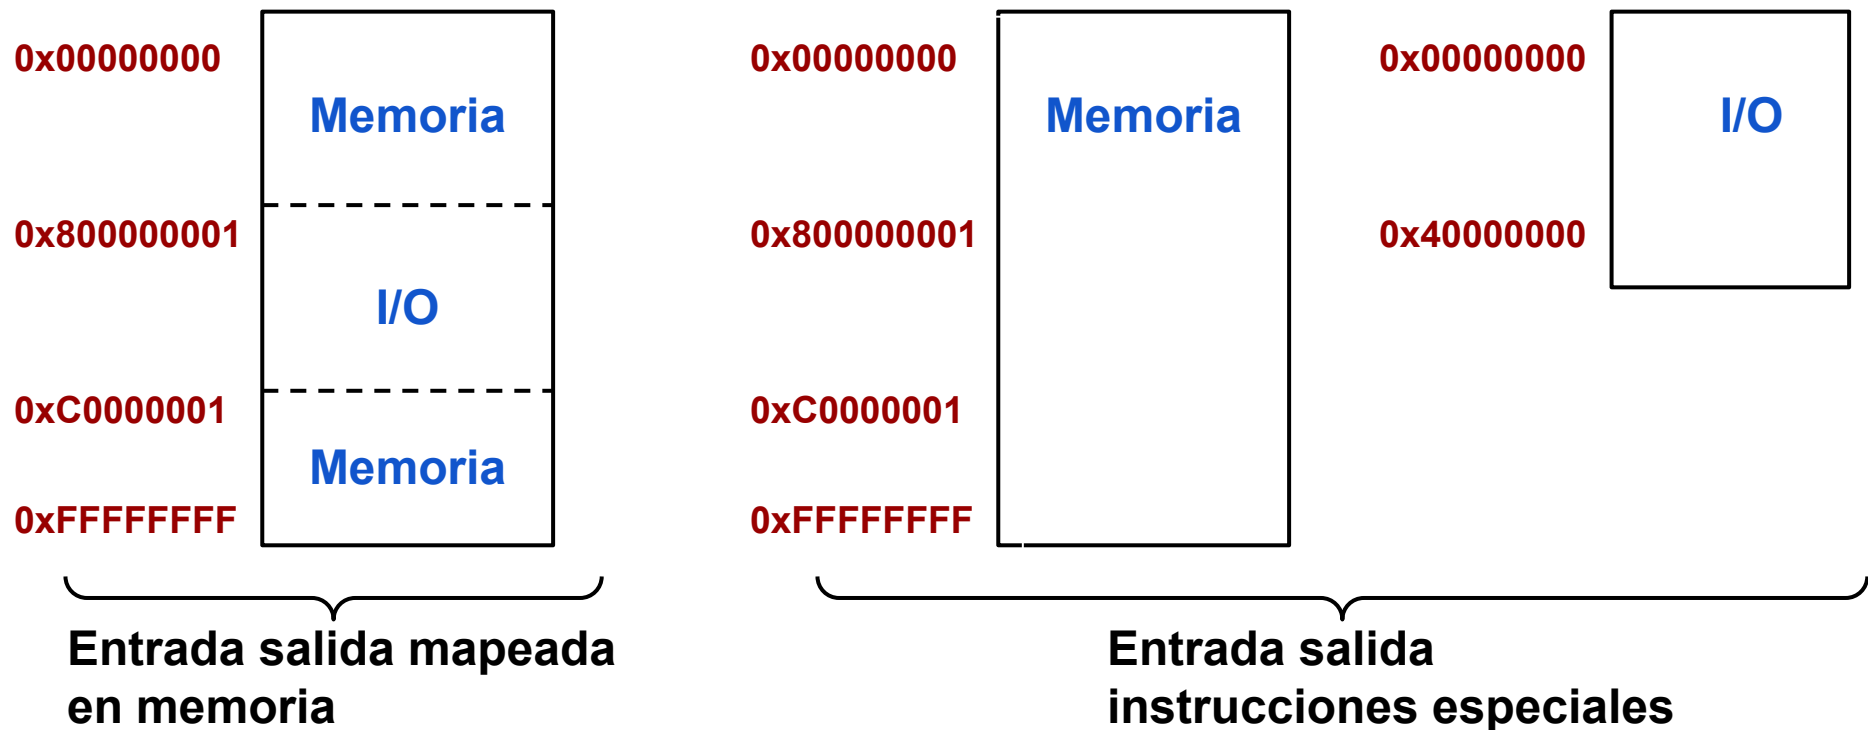 0x00000000
Memoria
0x800000001
I/O
0xC0000001
Memoria
0xFFFFFFFF
Entrada salida mapeada
en memoria
0x00000000
Memoria
0x800000001
0xC0000001
0xFFFFFFFF
0x00000000
I/O
0x40000000
Entrada salida
instrucciones especiales